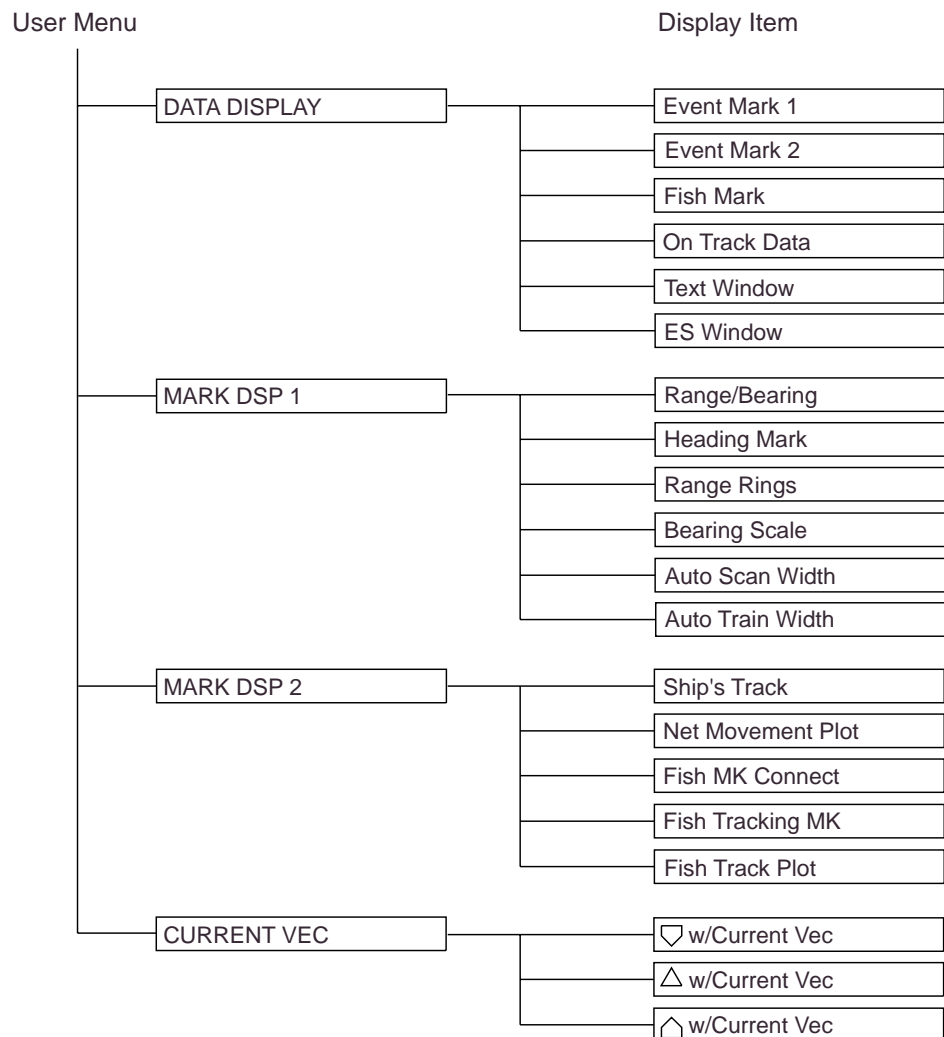 User Menu Display Item
DATA DISPLAY Event Mark 1
Event Mark 2
Fish Mark
On Track Data
Text Window
ES Window
MARK DSP 1 Range/Bearing
Heading Mark
Range Rings
Bearing Scale
Auto Scan Width
Auto Train Width
MARK DSP 2 Ship's Track
Net Movement Plot
Fish MK Connect
Fish Tracking MK
Fish Track Plot
CURRENT VEC w/Current Vec
w/Current Vec
w/Current Vec